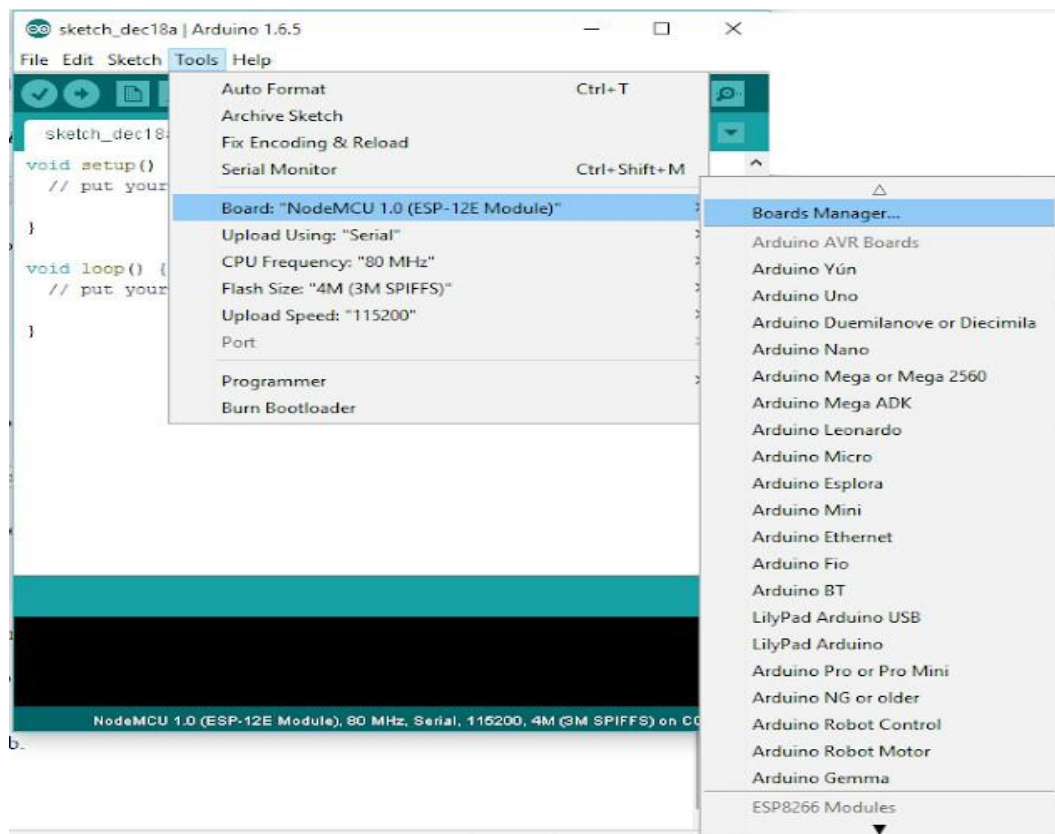 sketch_dec18a | Arduino 1.6.5
File Edit Sketch Tools Help
sketch_dec18
void setup()
// put your
}
void loop() {
// put your
}
Auto Format Ctrl+T
Archive Sketch
Fix Encoding & Reload
Serial Monitor Ctrl+Shift+M
Board: "NodeMCU 1.0 (ESP-12E Module)"
Upload Using: "Serial"
CPU Frequency: "80 MHz"
Flash Size: "4M (3M SPIFFS)"
Upload Speed: "115200"
Port
Programmer
Burn Bootloader
Boards Manager...
Arduino AVR Boards
Arduino Yún
Arduino Uno
Arduino Duemilanove or Diecimila
Arduino Nano
Arduino Mega or Mega 2560
Arduino Mega ADK
Arduino Leonardo
Arduino Micro
Arduino Esplora
Arduino Mini
Arduino Ethernet
Arduino Fio
Arduino BT
LilyPad Arduino USB
LilyPad Arduino
Arduino Pro or Pro Mini
Arduino NG or older
Arduino Robot Control
Arduino Robot Motor
Arduino Gemma
ESP8266 Modules
NodeMCU 1.0 (ESP-12E Module), 80 MHz, Serial, 115200, 4M (3M SPIFFS) on CO